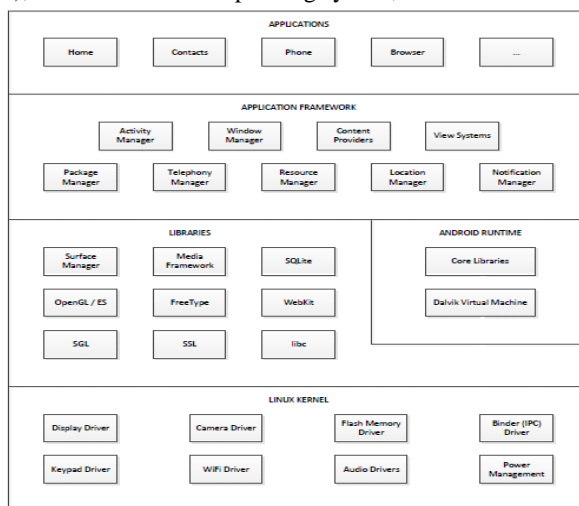 APPLICATIONS
Home Contacts Phone Browser ...
APPLICATION FRAMEWORK
Activity Manager Window Manager Content Providers View Systems
Package Manager Telephony Manager Resource Manager Location Manager Notification Manager
LIBRARIES ANDROID RUNTIME
Surface Manager Media Framework SQLite Core Libraries
OpenGL / ES FreeType WebKit Dalvik Virtual Machine
SGL SSL libc
LINUX KERNEL
Display Driver Camera Driver Flash Memory Driver Binder (IPC) Driver
Keypad Driver WiFi Driver Audio Drivers Power Management